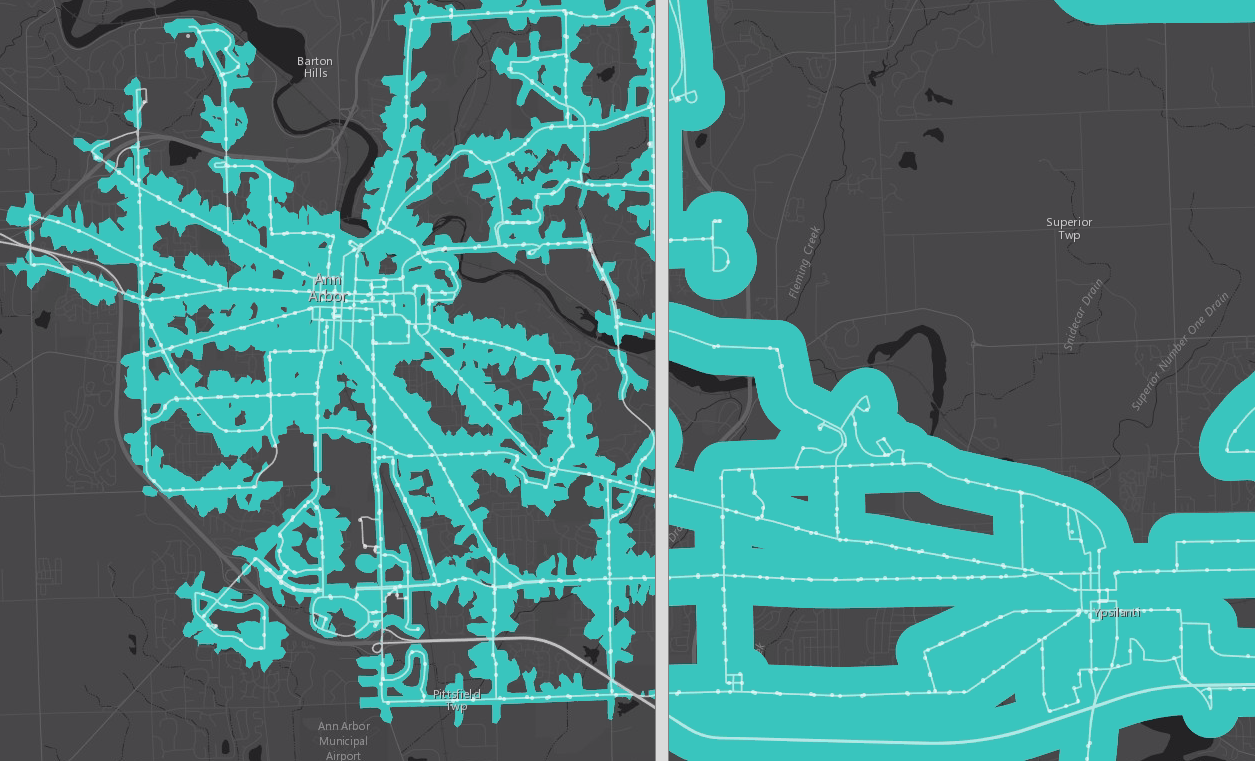 Barton
Hills
Ann
Arbor
Pittsfield
Twp
Ann Arbor
Municipal
Airport
Fleming Creek
Superior
Twp
Snidecar Drain
Superior Number One Drain
Ypsilanti